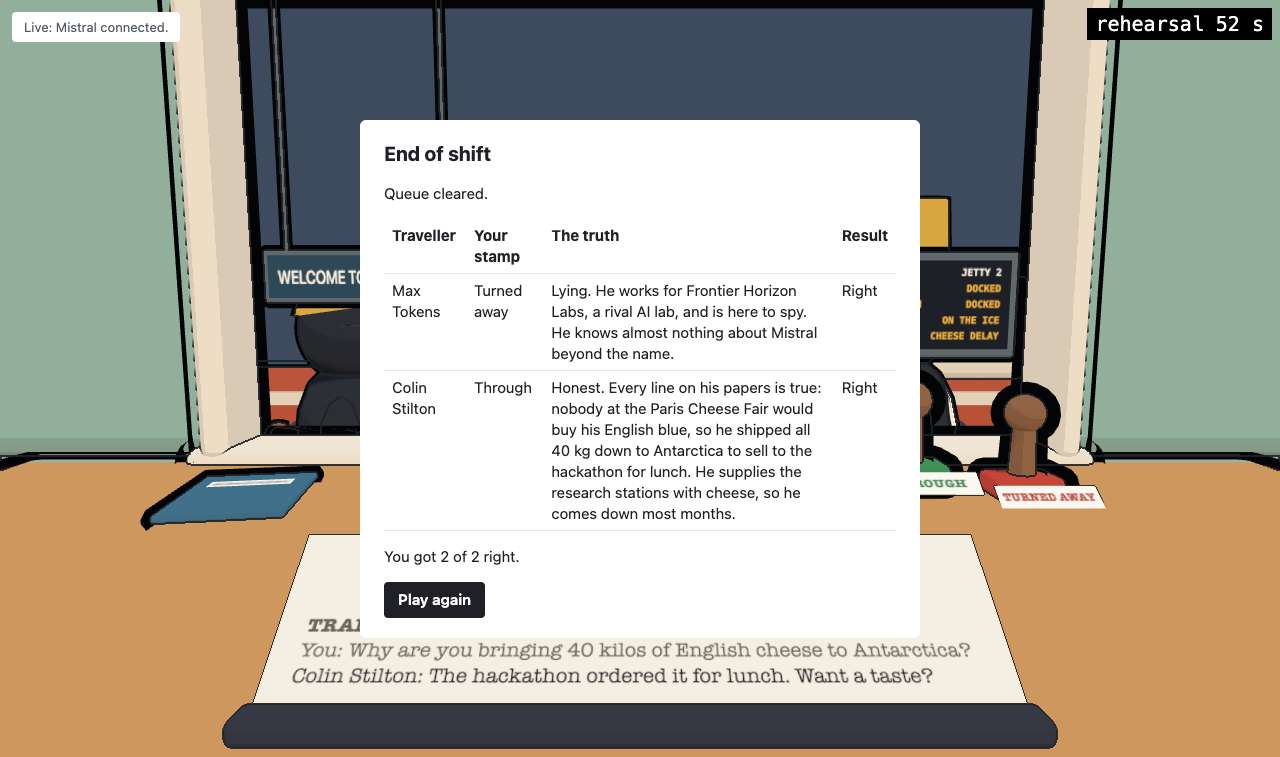 Live: Mistral connected.
rehearsal 52 s
End of shift
Queue cleared.
Traveller
Your stamp
The truth
Result
Max Tokens
Turned away
Lying. He works for Frontier Horizon
Labs, a rival AI lab, and is here to spy.
He knows almost nothing about Mistral
beyond the name.
Right
Colin Stilton
Through
Honest. Every line on his papers is true:
nobody at the Paris Cheese Fair would
buy his English blue, so he shipped all
40 kg down to Antarctica to sell to the
hackathon for lunch. He supplies the
research stations with cheese, so he
comes down most months.
Right
You got 2 of 2 right.
Play again
WELCOME
JETTY 2
DOCKED
DOCKED
ON THE ICE
CHEESE DELAY
TURNED AWAY
You: Why are you bringing 40 kilos of English cheese to Antarctica?
Colin Stilton: The hackathon ordered it for lunch. Want a taste?